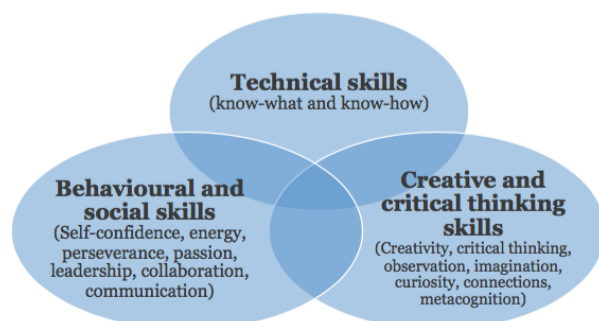 Technical skills
(know-what and know-how)
Behavioural and
social skills
(Self-confidence, energy,
perseverance, passion,
leadership, collaboration,
communication)
Creative and
critical thinking
skills
(Creativity, critical thinking,
observation, imagination,
curiosity, connections,
metacognition)